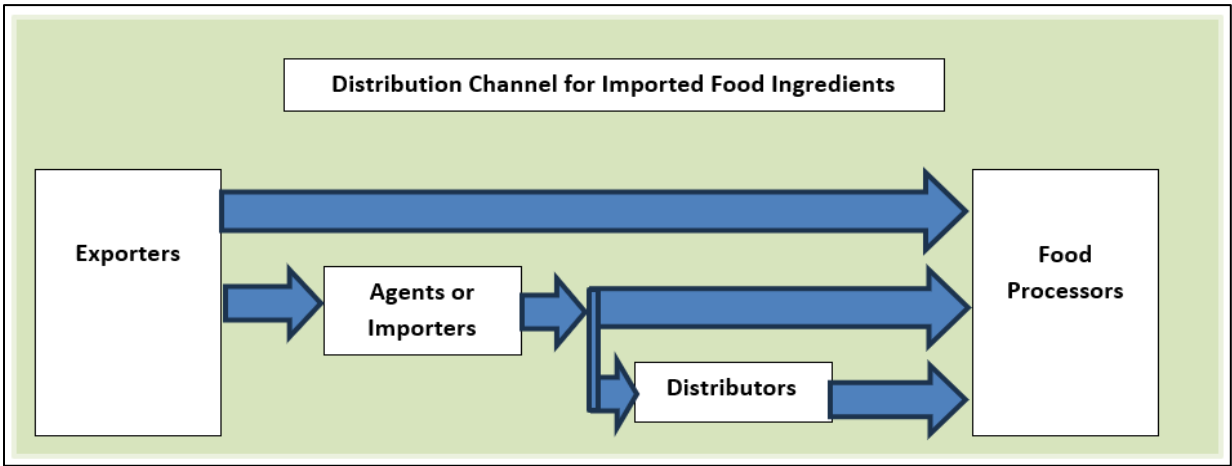 Distribution Channel for Imported Food Ingredients
Exporters
Agents or
Importers
Distributors
Food
Processors